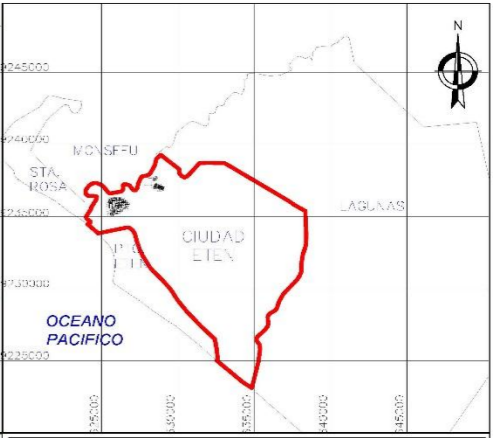 N
9245000
9240000
MONSEFU
STA.
ROSA
9235000
LAGUNAS
CIUDAD
ETEN
9230000
OCEANO
PACIFICO
9225000
625000
630000
635000
640000
645000